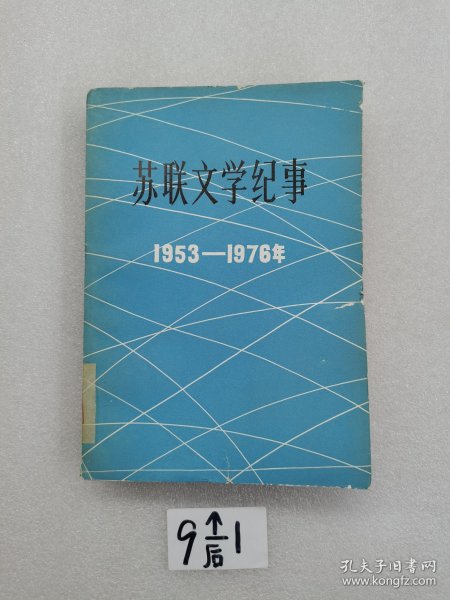 苏联文学纪事
1953—1976年
9 ↑后 1
孔夫子旧书网
www.kongfz.com